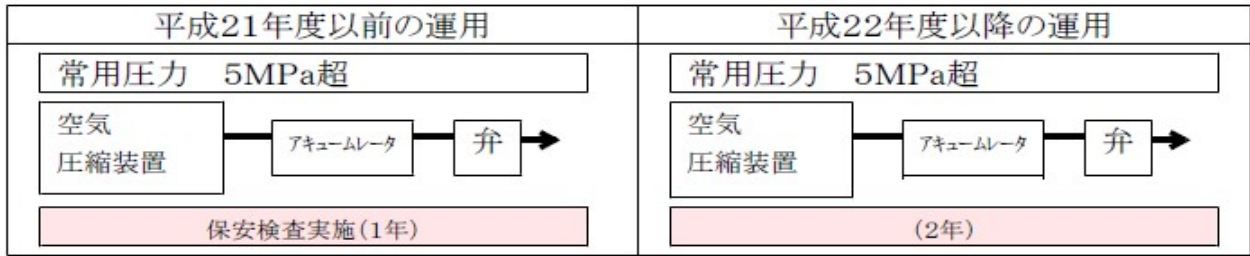 平成21年度以前の運用
常用圧力　5MPa超
空気
圧縮装置
アキュームレータ
弁
保安検査実施(1年)
平成22年度以降の運用
常用圧力　5MPa超
空気
圧縮装置
アキュームレータ
弁
(2年)